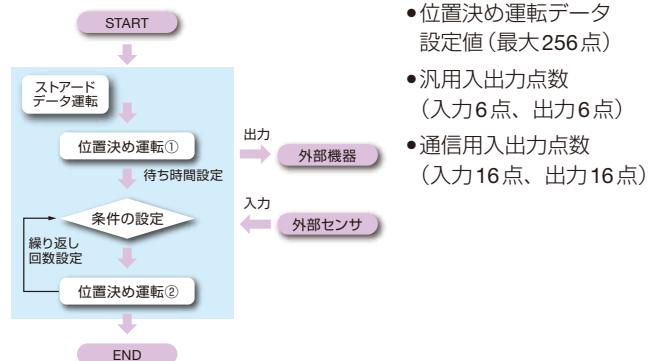 START
ストアード
データ運転
位置決め運転①
出力
外部機器
待ち時間設定
入力
条件の設定
外部センサ
繰り返し
回数設定
位置決め運転②
END
•位置決め運転データ
設定値(最大256点)
•汎用入出力点数
(入力6点、出力6点)
•通信用入出力点数
(入力16点、出力16点)